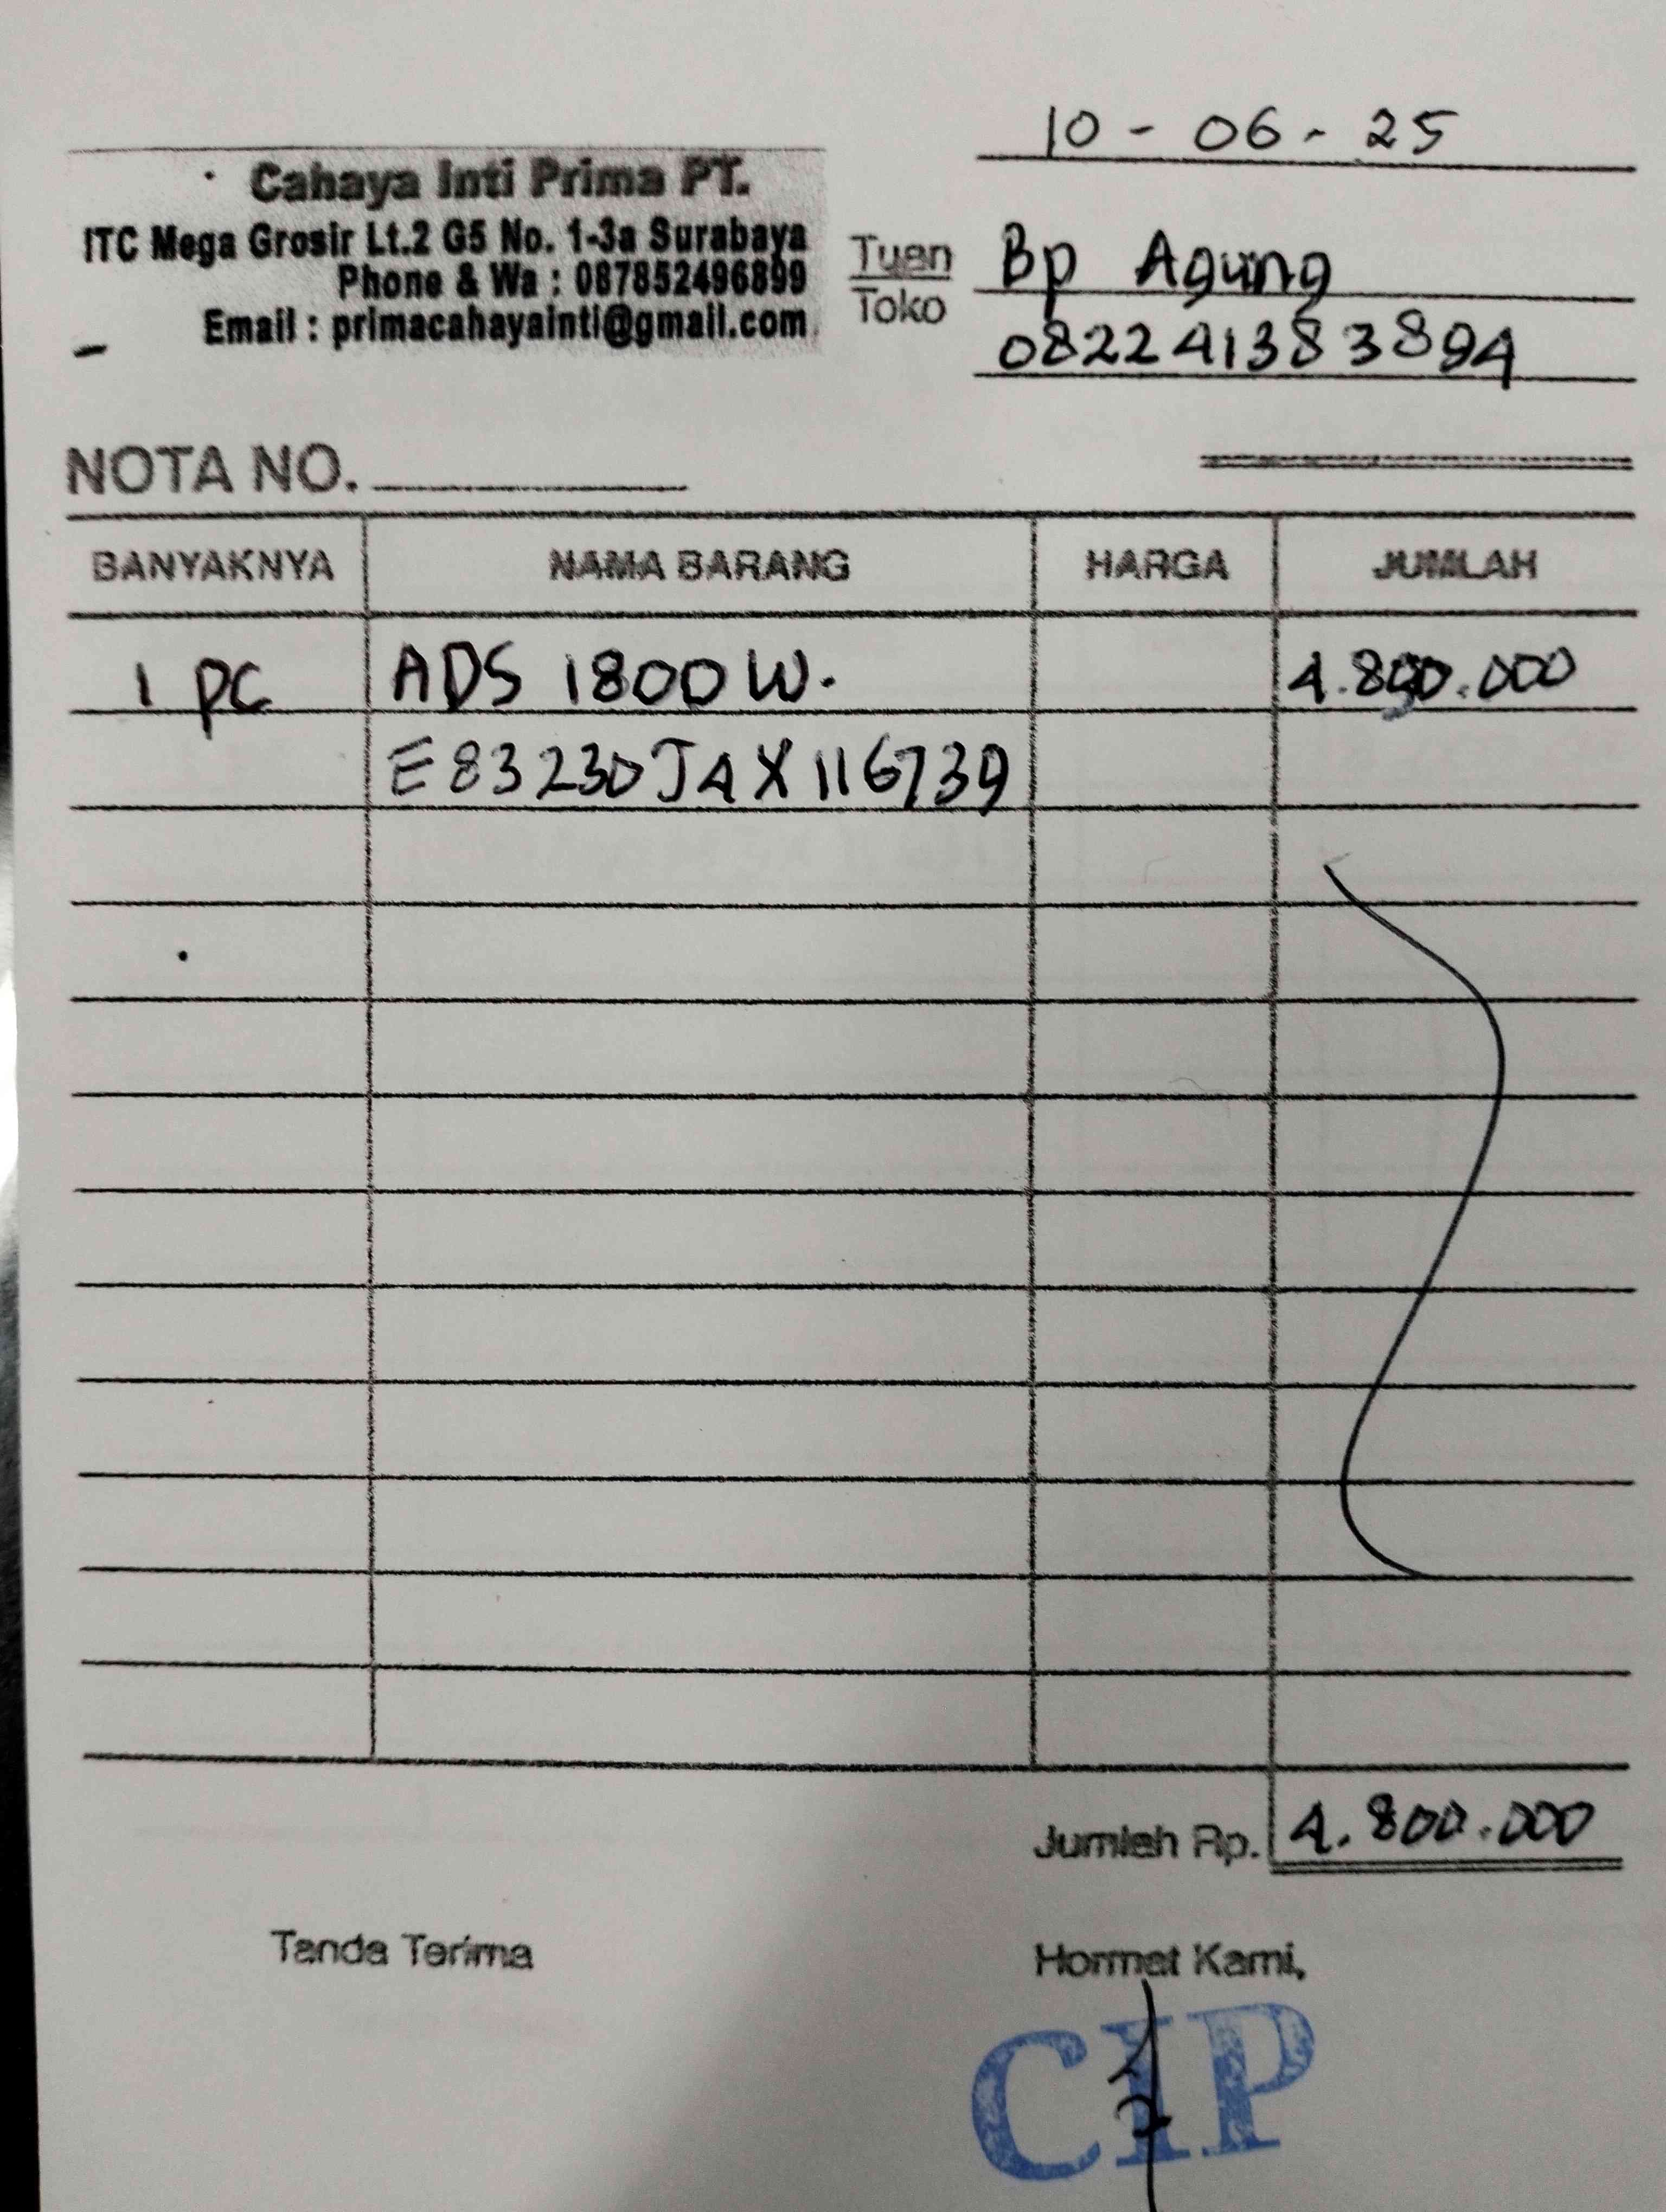 10 - 06 - 25
Cahaya Inti Prima PT.
ITC Mega Grosir Lt.2 G5 No. 1-3a Surabaya
Phone & Wa : 087852496899
Email : primacahayainti@gmail.com
Tuan
Toko
Bp Agung
082241383894
NOTA NO.
BANYAKNYA NAMA BARANG HARGA JUMLAH
1 pc ADS 1800 W. 4.800.000
E83230J4X116739
Jumlah Rp. 4.800.000
Tanda Terima Hormat Kami,
CIP